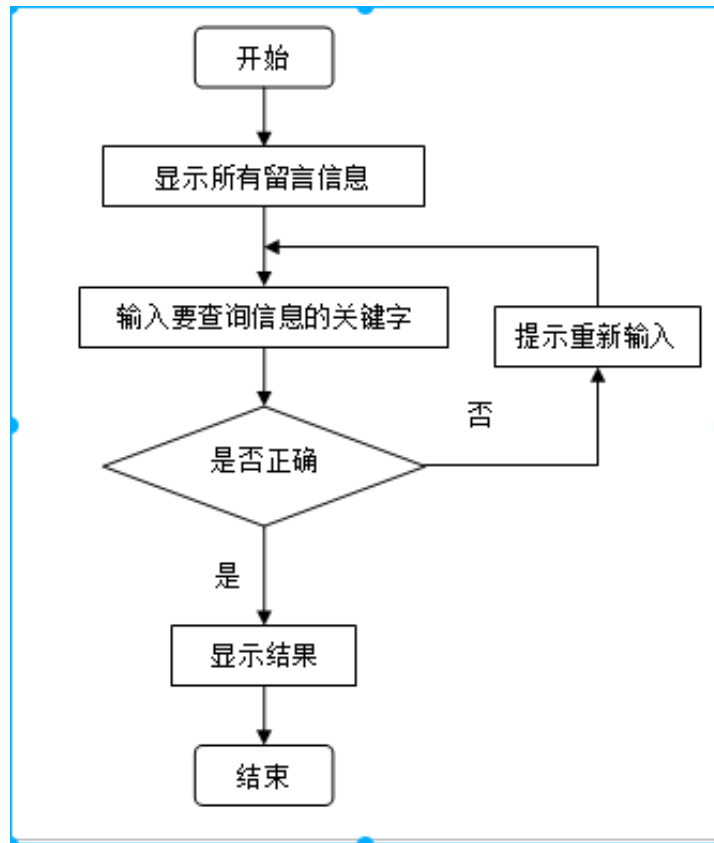 开始
显示所有留言信息
输入要查询信息的关键字
提示重新输入
否
是否正确
是
显示结果
结束